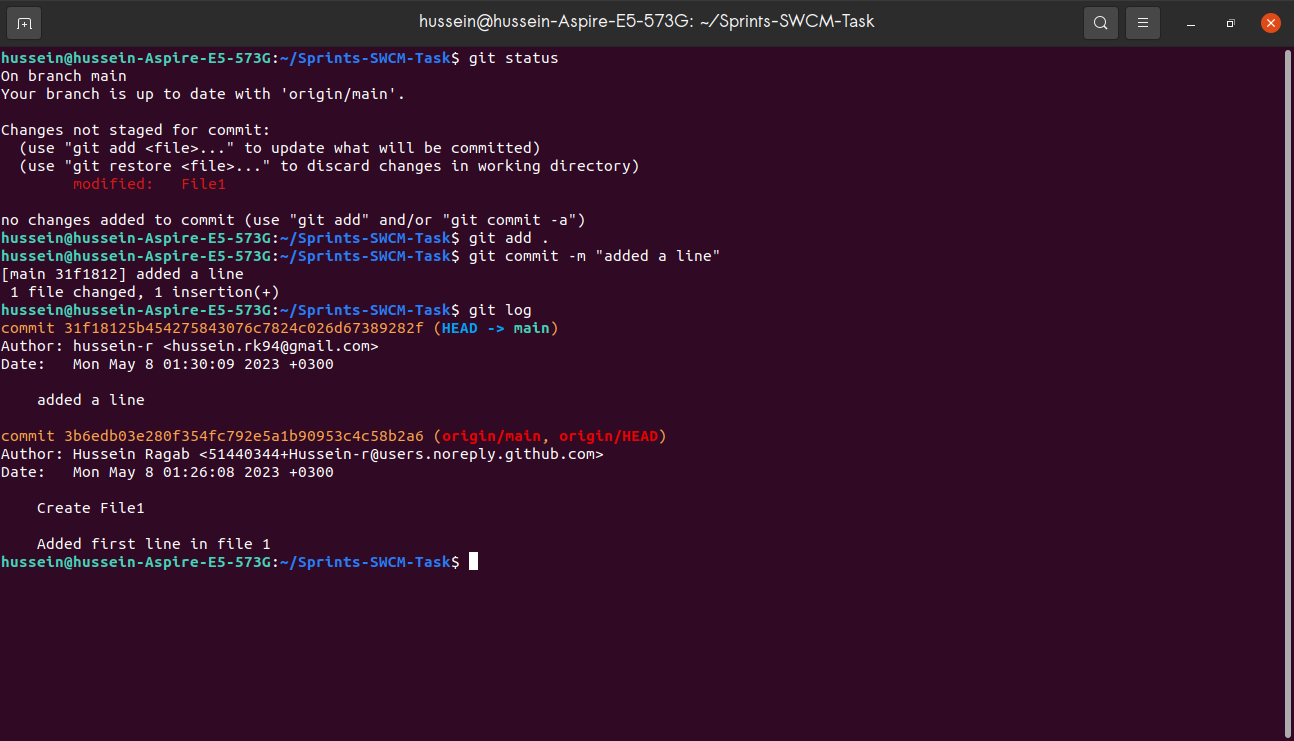 hussein@hussein-Aspire-E5-573G: ~/Sprints-SWCM-Task
hussein@hussein-Aspire-E5-573G:~/Sprints-SWCM-Task$ git status
On branch main
Your branch is up to date with 'origin/main'.
Changes not staged for commit:
  (use "git add <file>..." to update what will be committed)
  (use "git restore <file>..." to discard changes in working directory)
        modified:   File1
no changes added to commit (use "git add" and/or "git commit -a")
hussein@hussein-Aspire-E5-573G:~/Sprints-SWCM-Task$ git add .
hussein@hussein-Aspire-E5-573G:~/Sprints-SWCM-Task$ git commit -m "added a line"
[main 31f1812] added a line
 1 file changed, 1 insertion(+)
hussein@hussein-Aspire-E5-573G:~/Sprints-SWCM-Task$ git log
commit 31f18125b454275843076c7824c026d67389282f (HEAD -> main)
Author: hussein-r <hussein.rk94@gmail.com>
Date:   Mon May 8 01:30:09 2023 +0300
    added a line
commit 3b6edb03e280f354fc792e5a1b90953c4c58b2a6 (origin/main, origin/HEAD)
Author: Hussein Ragab <51440344+Hussein-r@users.noreply.github.com>
Date:   Mon May 8 01:26:08 2023 +0300
    Create File1
    Added first line in file 1
hussein@hussein-Aspire-E5-573G:~/Sprints-SWCM-Task$